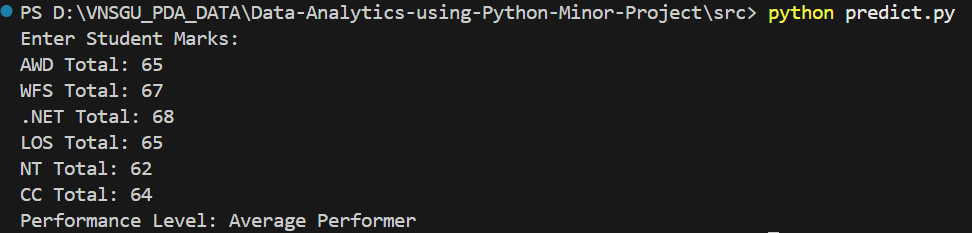 PS D:\VNSGU_PDA_DATA\Data-Analytics-using-Python-Minor-Project\src> python predict.py
Enter Student Marks:
AWD Total: 65
WFS Total: 67
.NET Total: 68
LOS Total: 65
NT Total: 62
CC Total: 64
Performance Level: Average Performer